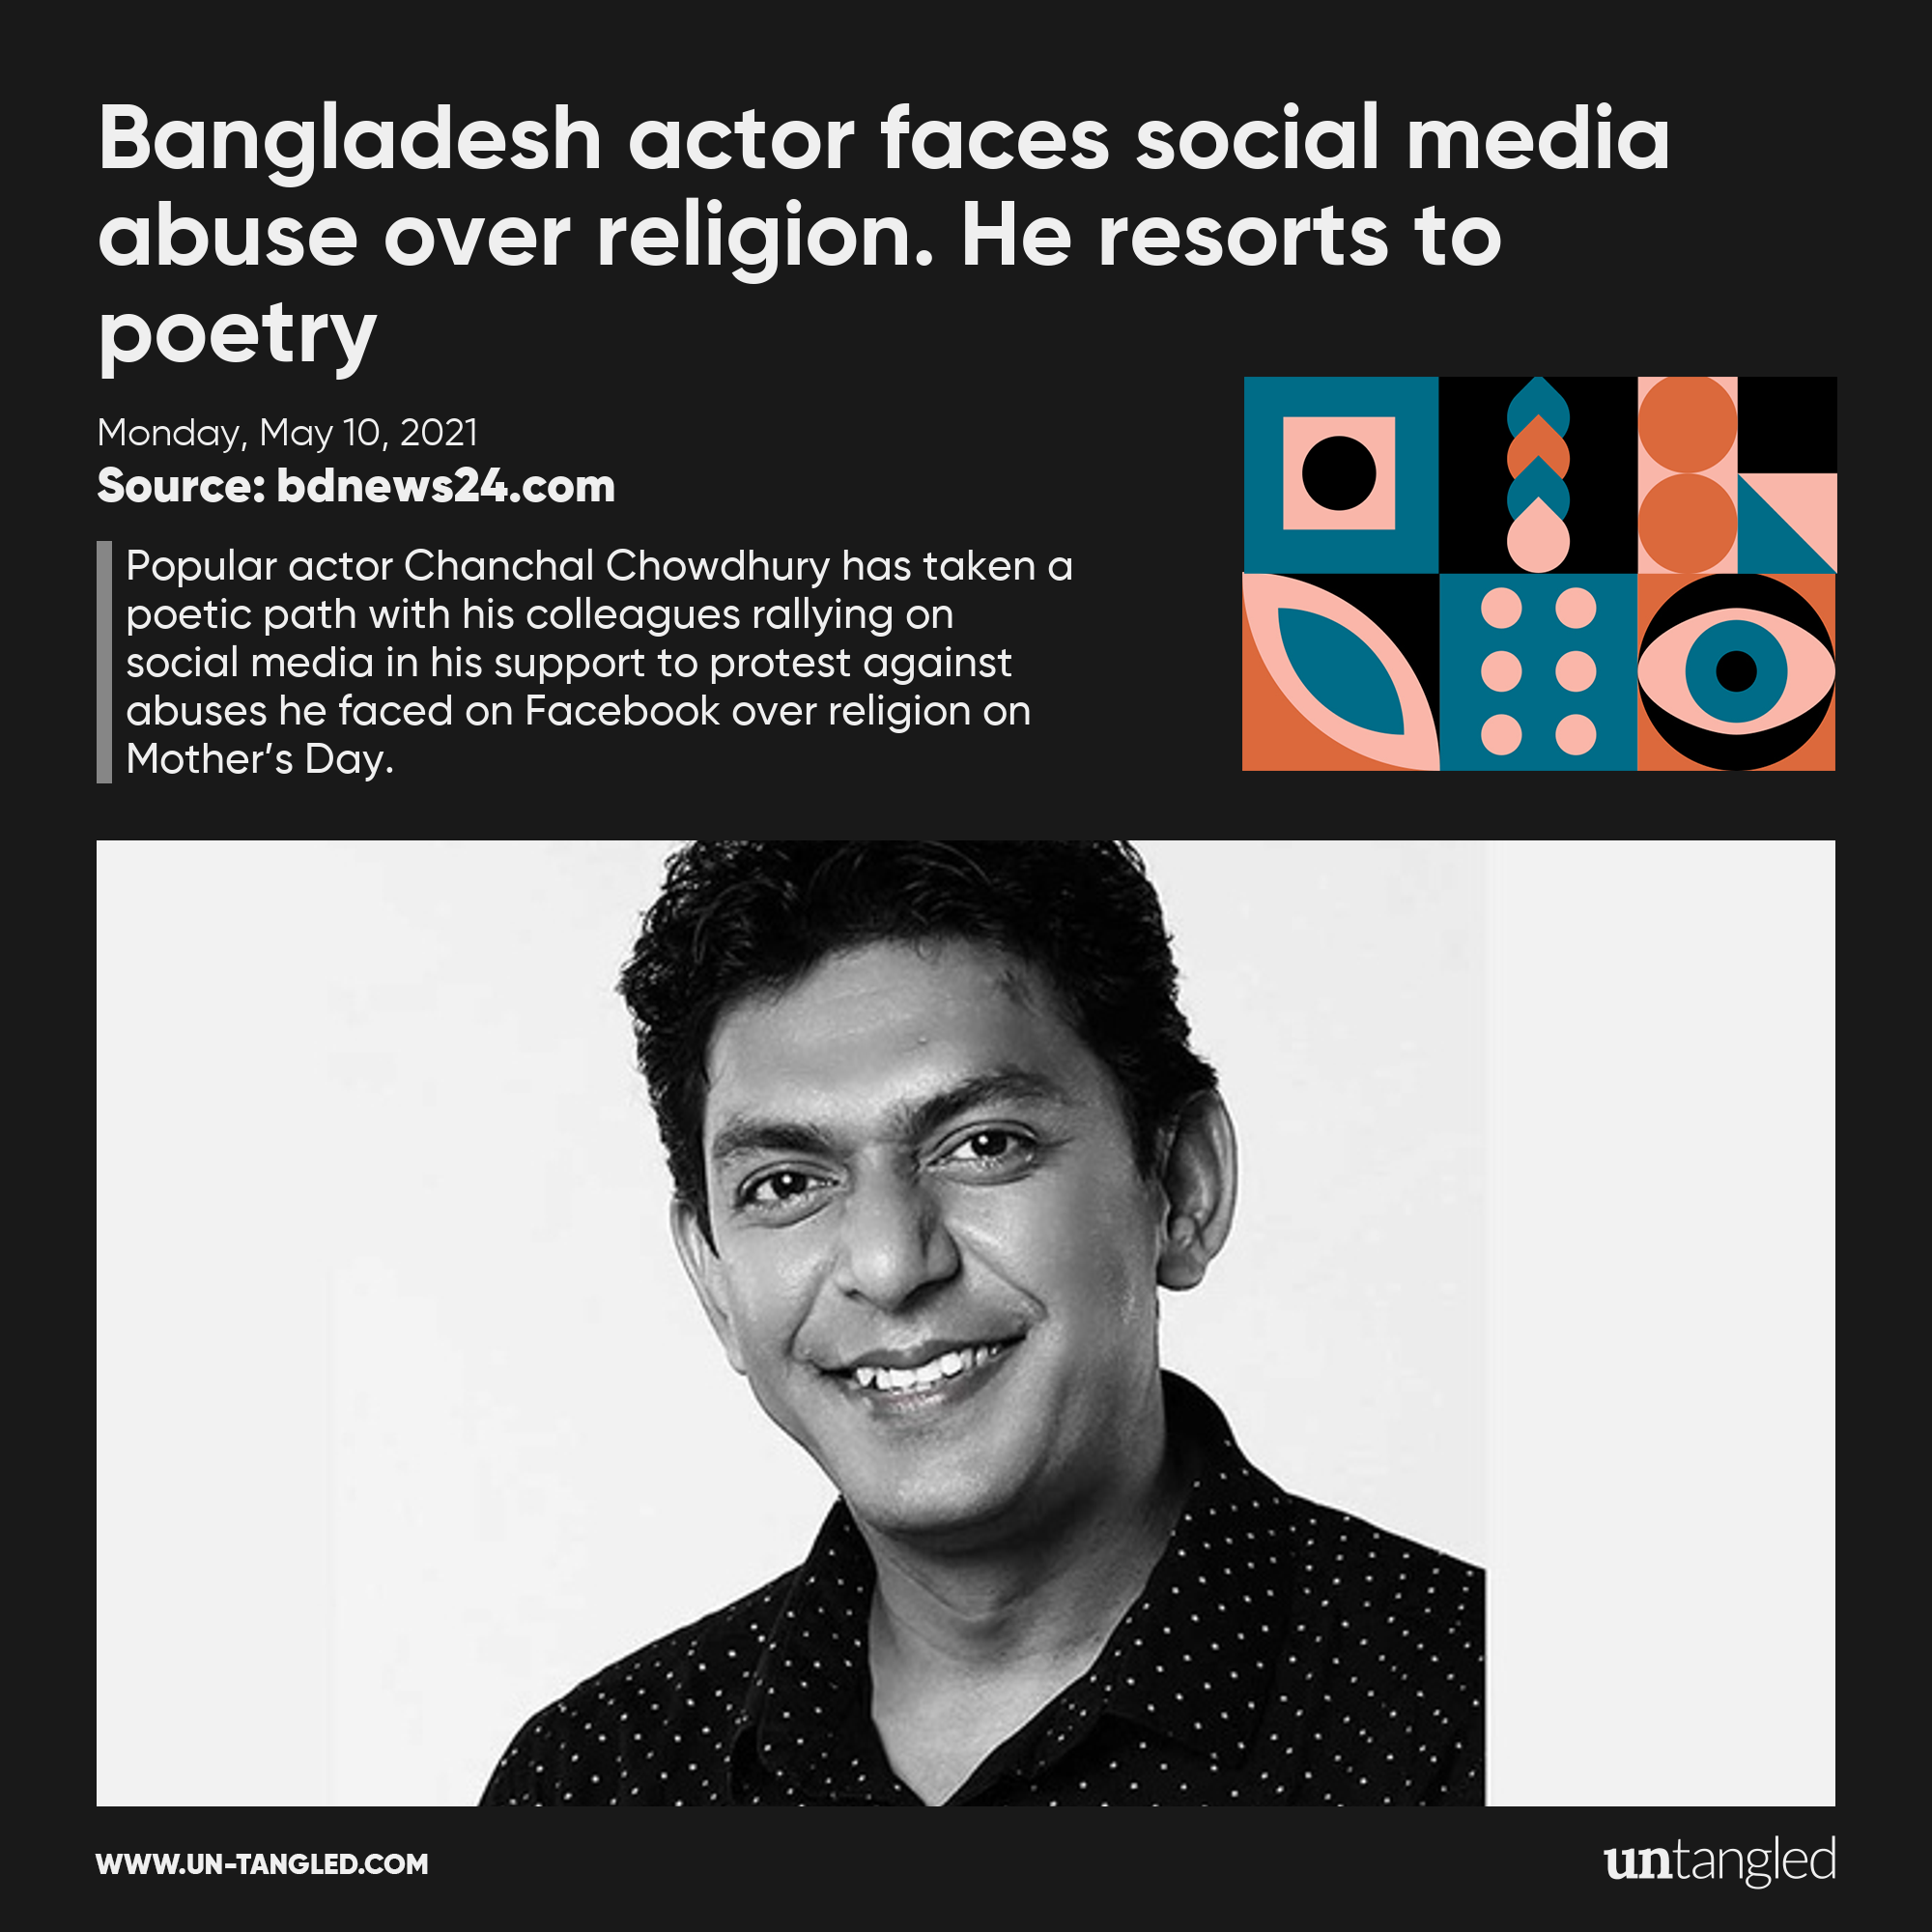 Bangladesh actor faces social media
abuse over religion. He resorts to
poetry
Monday, May 10, 2021
Source: bdnews24.com
Popular actor Chanchal Chowdhury has taken a
poetic path with his colleagues rallying on
social media in his support to protest against
abuses he faced on Facebook over religion on
Mother’s Day.
WWW.UN-TANGLED.COM
untangled